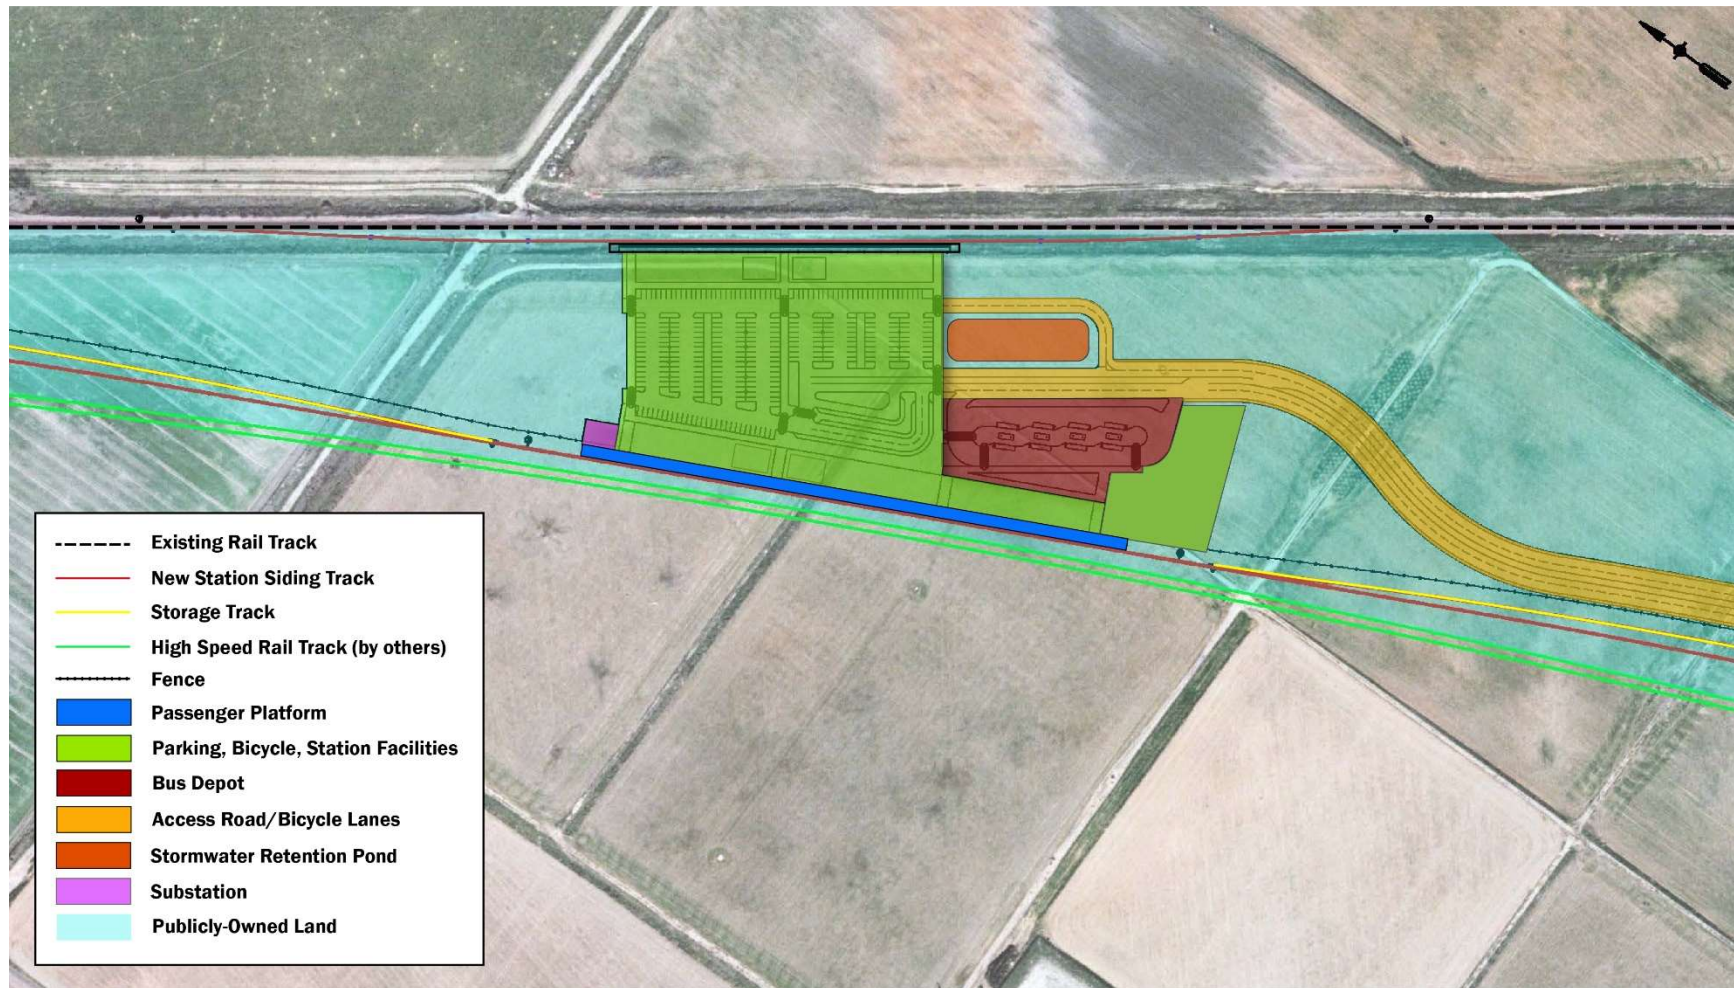 Existing Rail Track
New Station Siding Track
Storage Track
High Speed Rail Track (by others)
Fence
Passenger Platform
Parking, Bicycle, Station Facilities
Bus Depot
Access Road/Bicycle Lanes
Stormwater Retention Pond
Substation
Publicly-Owned Land